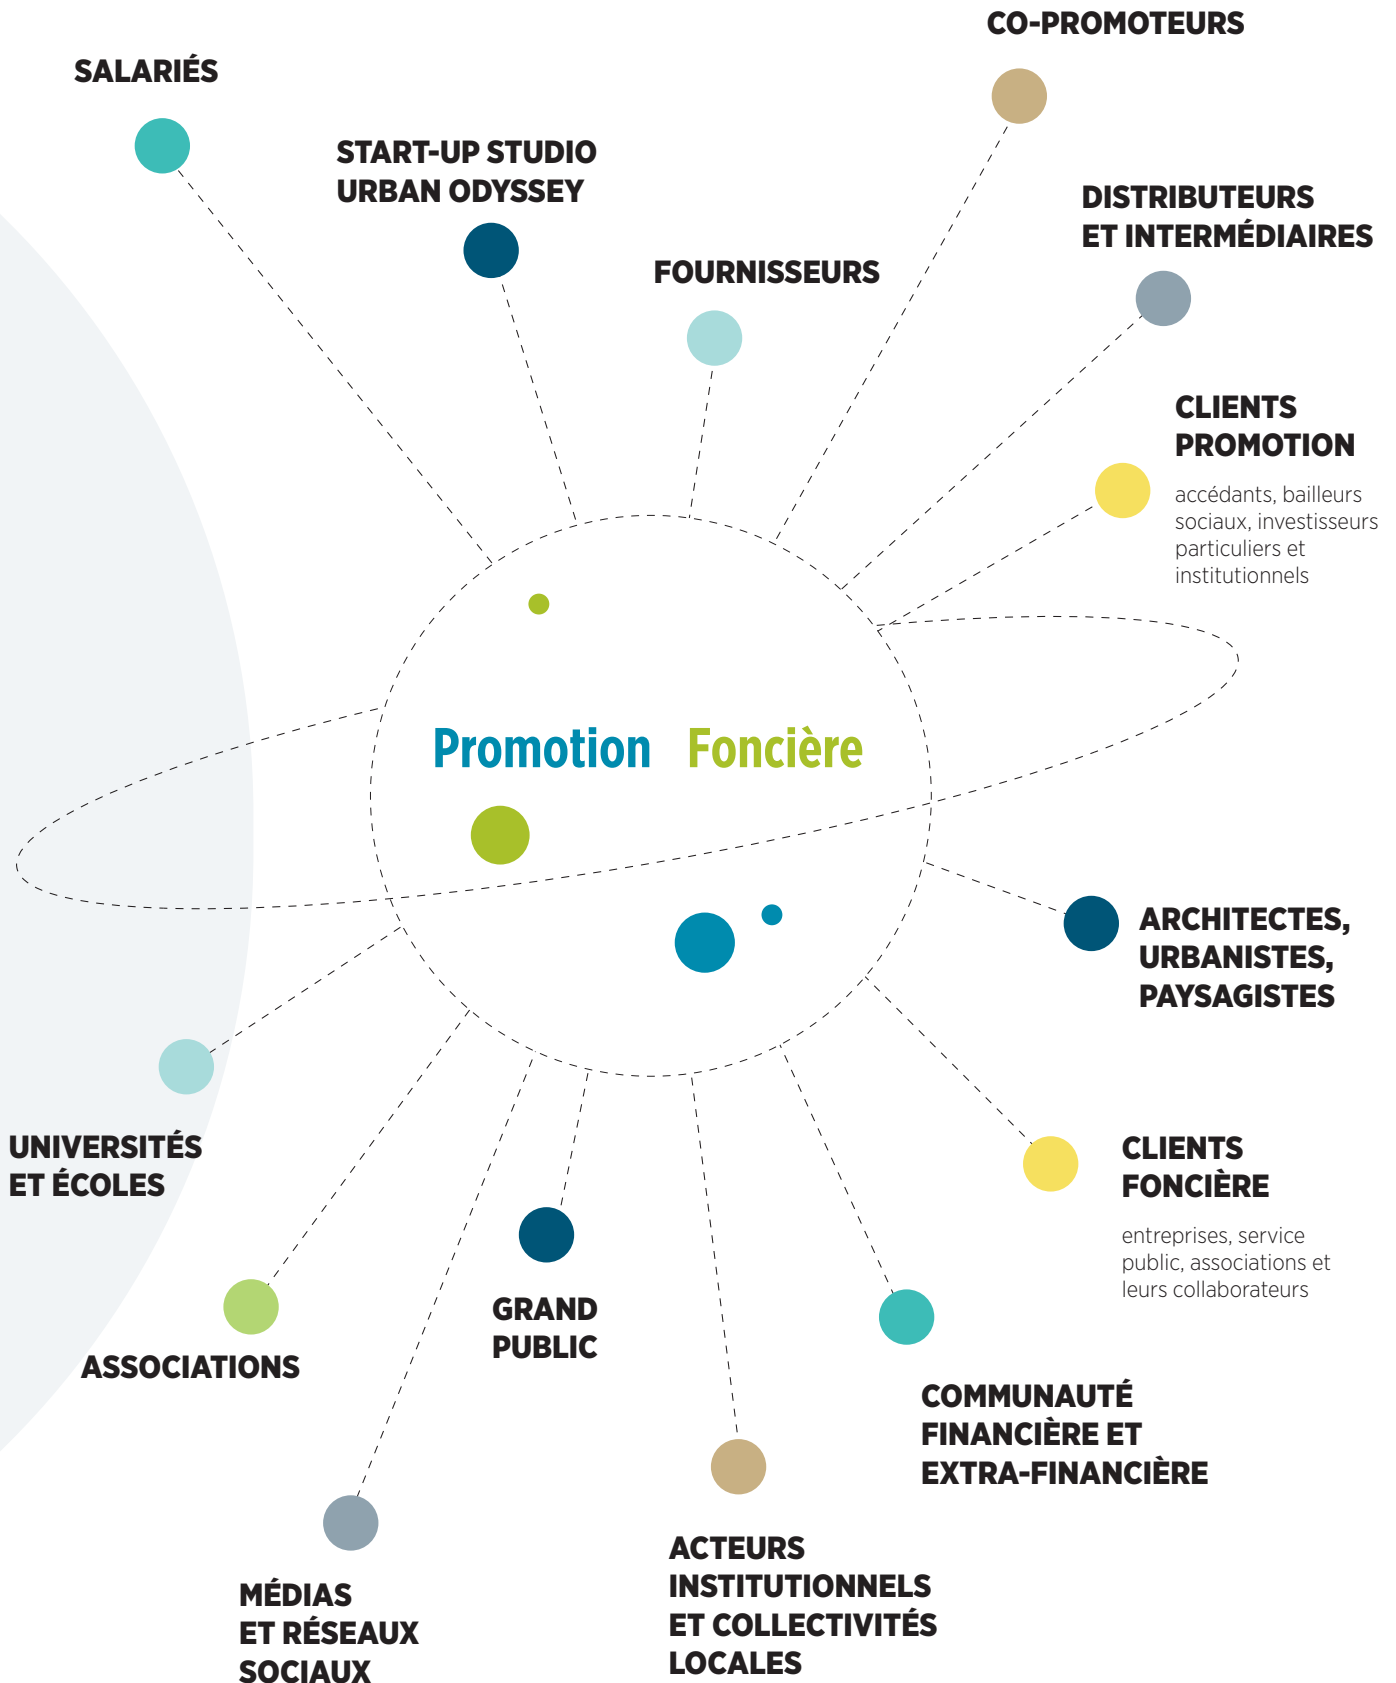 CO-PROMOTEURS
SALARIÉS
START-UP STUDIO
URBAN ODYSSEY
DISTRIBUTEURS
ET INTERMÉDIAIRES
FOURNISSEURS
CLIENTS
PROMOTION
accédants, bailleurs
sociaux, investisseurs
particuliers et
institutionnels
Promotion Foncière
ARCHITECTES,
URBANISTES,
PAYSAGISTES
UNIVERSITÉS
ET ÉCOLES
CLIENTS
FONCIÈRE
entreprises, service
public, associations et
leurs collaborateurs
GRAND
PUBLIC
ASSOCIATIONS
COMMUNAUTÉ
FINANCIÈRE ET
EXTRA-FINANCIÈRE
ACTEURS
INSTITUTIONNELS
ET COLLECTIVITÉS
LOCALES
MÉDIAS
ET RÉSEAUX
SOCIAUX